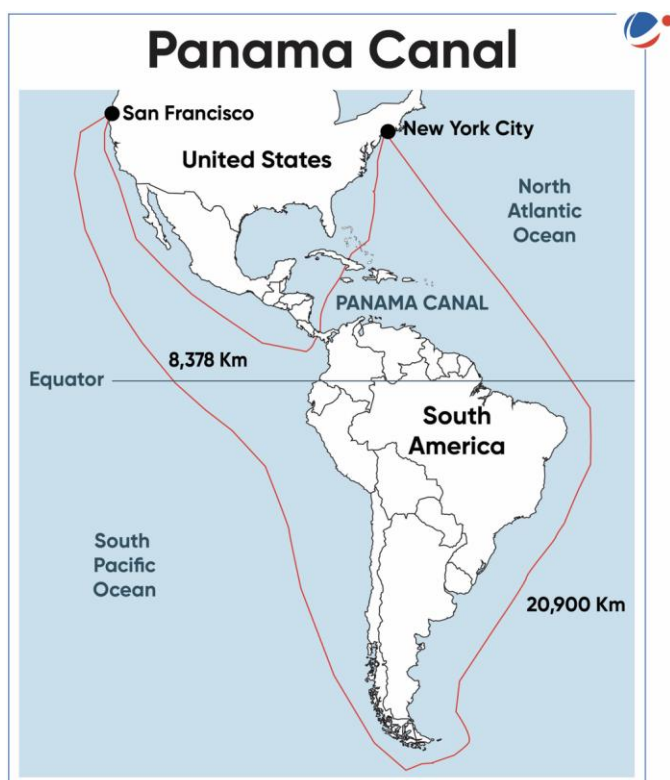 Panama Canal
San Francisco
New York City
United States
North
Atlantic
Ocean
PANAMA CANAL
8,378 Km
Equator
South
America
South
Pacific
Ocean
20,900 Km